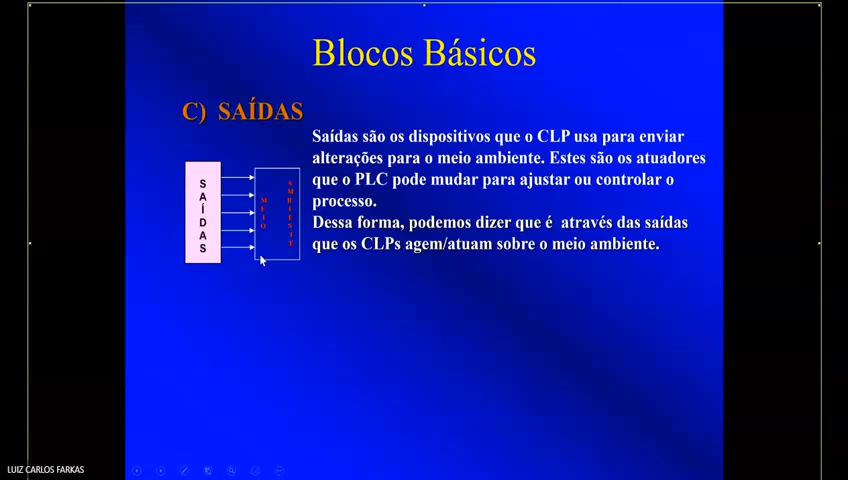 Blocos Básicos
C) SAÍDAS
Saídas são os dispositivos que o CLP usa para enviar
alterações para o meio ambiente. Estes são os atuadores
que o PLC pode mudar para ajustar ou controlar o
processo.
Dessa forma, podemos dizer que é através das saídas
que os CLPs agem/atuam sobre o meio ambiente.
SAÍDAS
MEIO
AMBIENTE
LUIZ CARLOS FARKAS